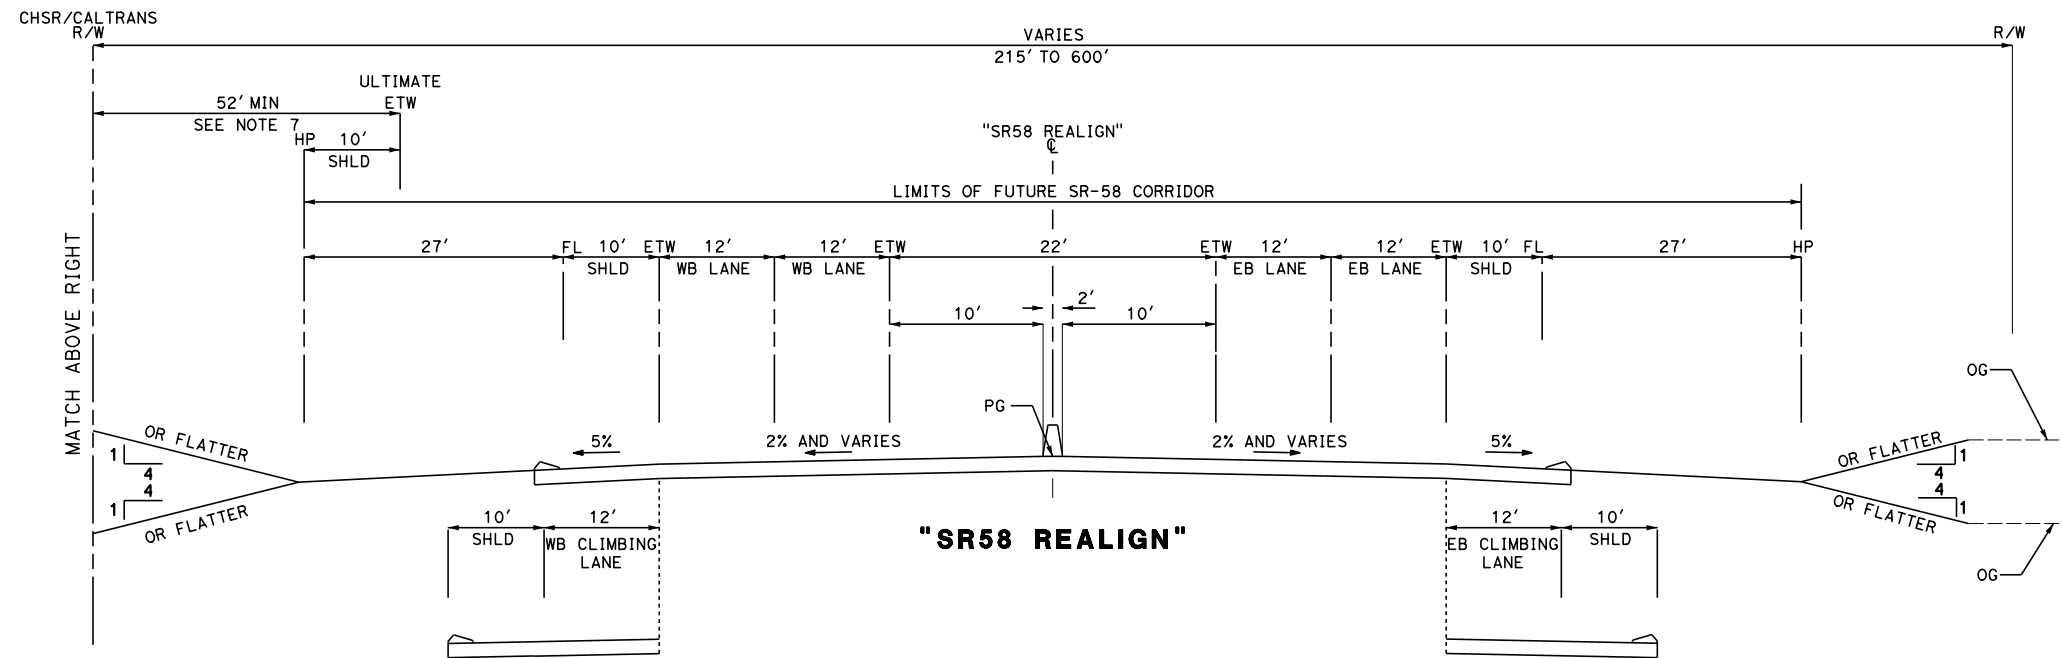 CHSR/CALTRANS
R/W
VARIES
215' TO 600'
R/W
ULTIMATE
ETW
52' MIN
SEE NOTE 7
HP
10'
SHLD
"SR58 REALIGN"
℄
LIMITS OF FUTURE SR-58 CORRIDOR
27'
FL
10'
SHLD
ETW
12'
WB LANE
12'
WB LANE
ETW
22'
ETW
12'
EB LANE
12'
EB LANE
ETW
10'
SHLD
FL
27'
HP
2'
10'
10'
MATCH ABOVE RIGHT
OG
PG
OR FLATTER
1
4
4
1
OR FLATTER
5%
2% AND VARIES
2% AND VARIES
5%
OR FLATTER
1
4
4
1
OR FLATTER
10'
SHLD
12'
WB CLIMBING
LANE
"SR58 REALIGN"
12'
EB CLIMBING
LANE
10'
SHLD
OG